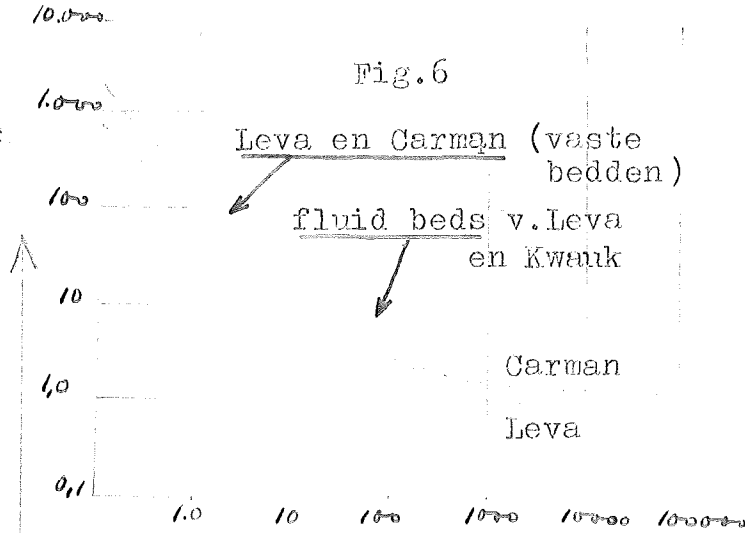 10.000
Fig.6
1.000
Leva en Carman (vaste
bedden)
100
fluid beds v.Leva
en Kwauk
10
Carman
1,0
Leva
0,1
1.0 10 100 1000 10000 100000